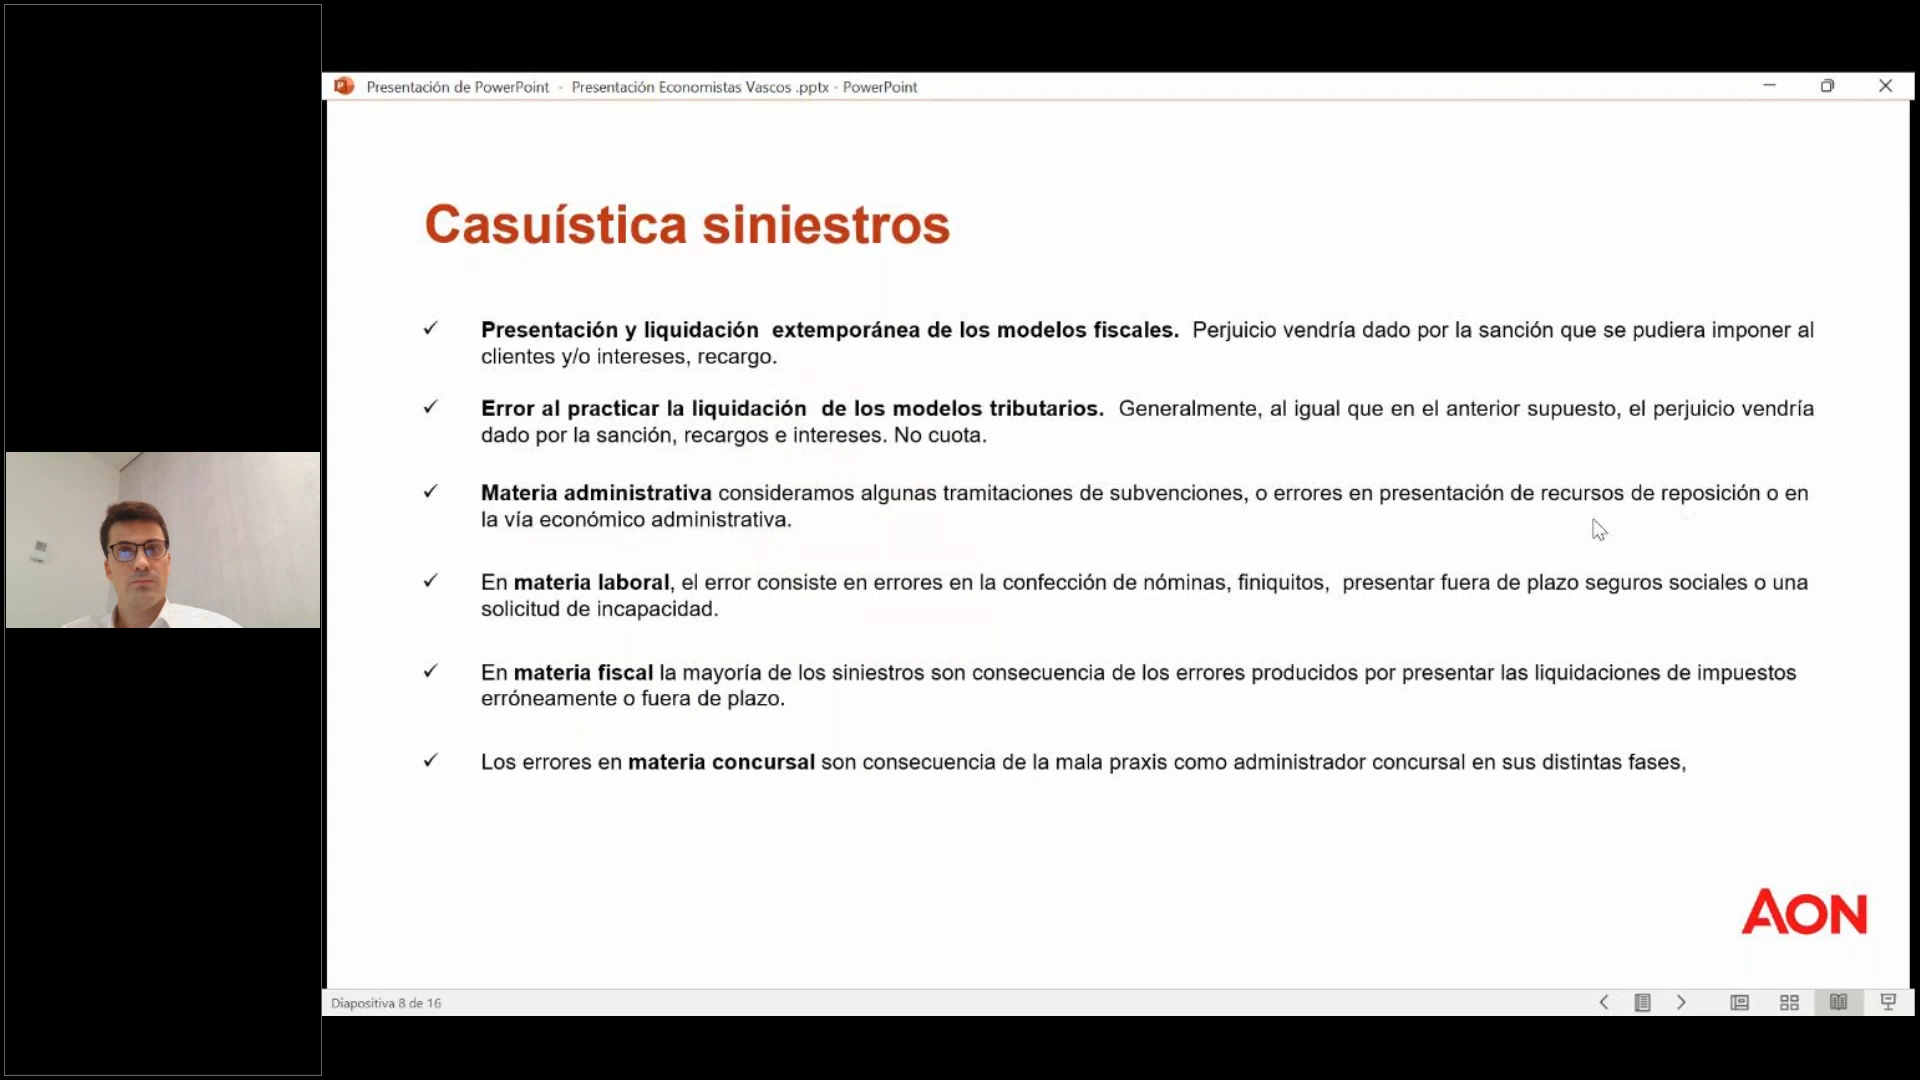 Presentación de PowerPoint - Presentación Economistas Vascos .pptx - PowerPoint
Casuística siniestros
✓ Presentación y liquidación  extemporánea de los modelos fiscales.  Perjuicio vendría dado por la sanción que se pudiera imponer al
clientes y/o intereses, recargo.
✓ Error al practicar la liquidación  de los modelos tributarios.  Generalmente, al igual que en el anterior supuesto, el perjuicio vendría
dado por la sanción, recargos e intereses. No cuota.
✓ Materia administrativa consideramos algunas tramitaciones de subvenciones, o errores en presentación de recursos de reposición o en
la vía económico administrativa.
✓ En materia laboral, el error consiste en errores en la confección de nóminas, finiquitos,  presentar fuera de plazo seguros sociales o una
solicitud de incapacidad.
✓ En materia fiscal la mayoría de los siniestros son consecuencia de los errores producidos por presentar las liquidaciones de impuestos
erróneamente o fuera de plazo.
✓ Los errores en materia concursal son consecuencia de la mala praxis como administrador concursal en sus distintas fases,
AON
Diapositiva 8 de 16